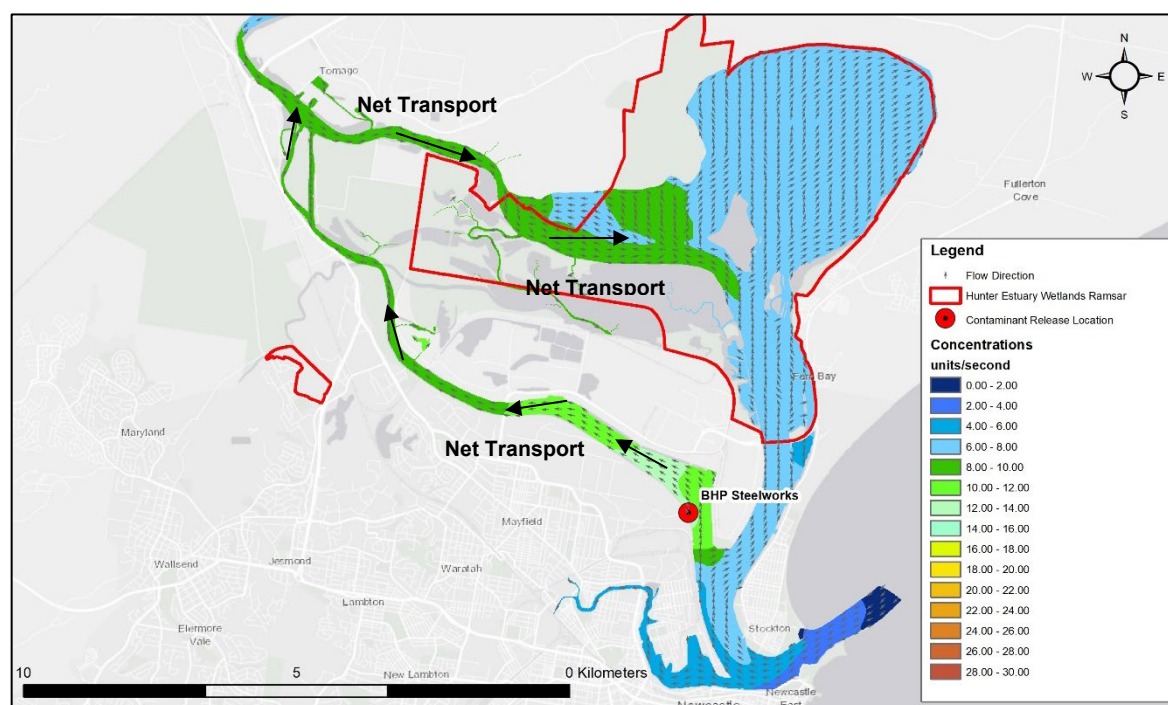 N
W E
S
Tomago
Net Transport
Fullerton
Cove
Net Transport
Fern Bay
Maryland
Net Transport
BHP Steelworks
Mayfield
Wallsend
Jesmond
Waratah
Lambton
Elermore
Vale
Stockton
New Lambton
Newcastle
Newcastle
East
10 5 0 Kilometers
Legend
Flow Direction
Hunter Estuary Wetlands Ramsar
Contaminant Release Location
Concentrations
units/second
0.00 - 2.00
2.00 - 4.00
4.00 - 6.00
6.00 - 8.00
8.00 - 10.00
10.00 - 12.00
12.00 - 14.00
14.00 - 16.00
16.00 - 18.00
18.00 - 20.00
20.00 - 22.00
22.00 - 24.00
24.00 - 26.00
26.00 - 28.00
28.00 - 30.00